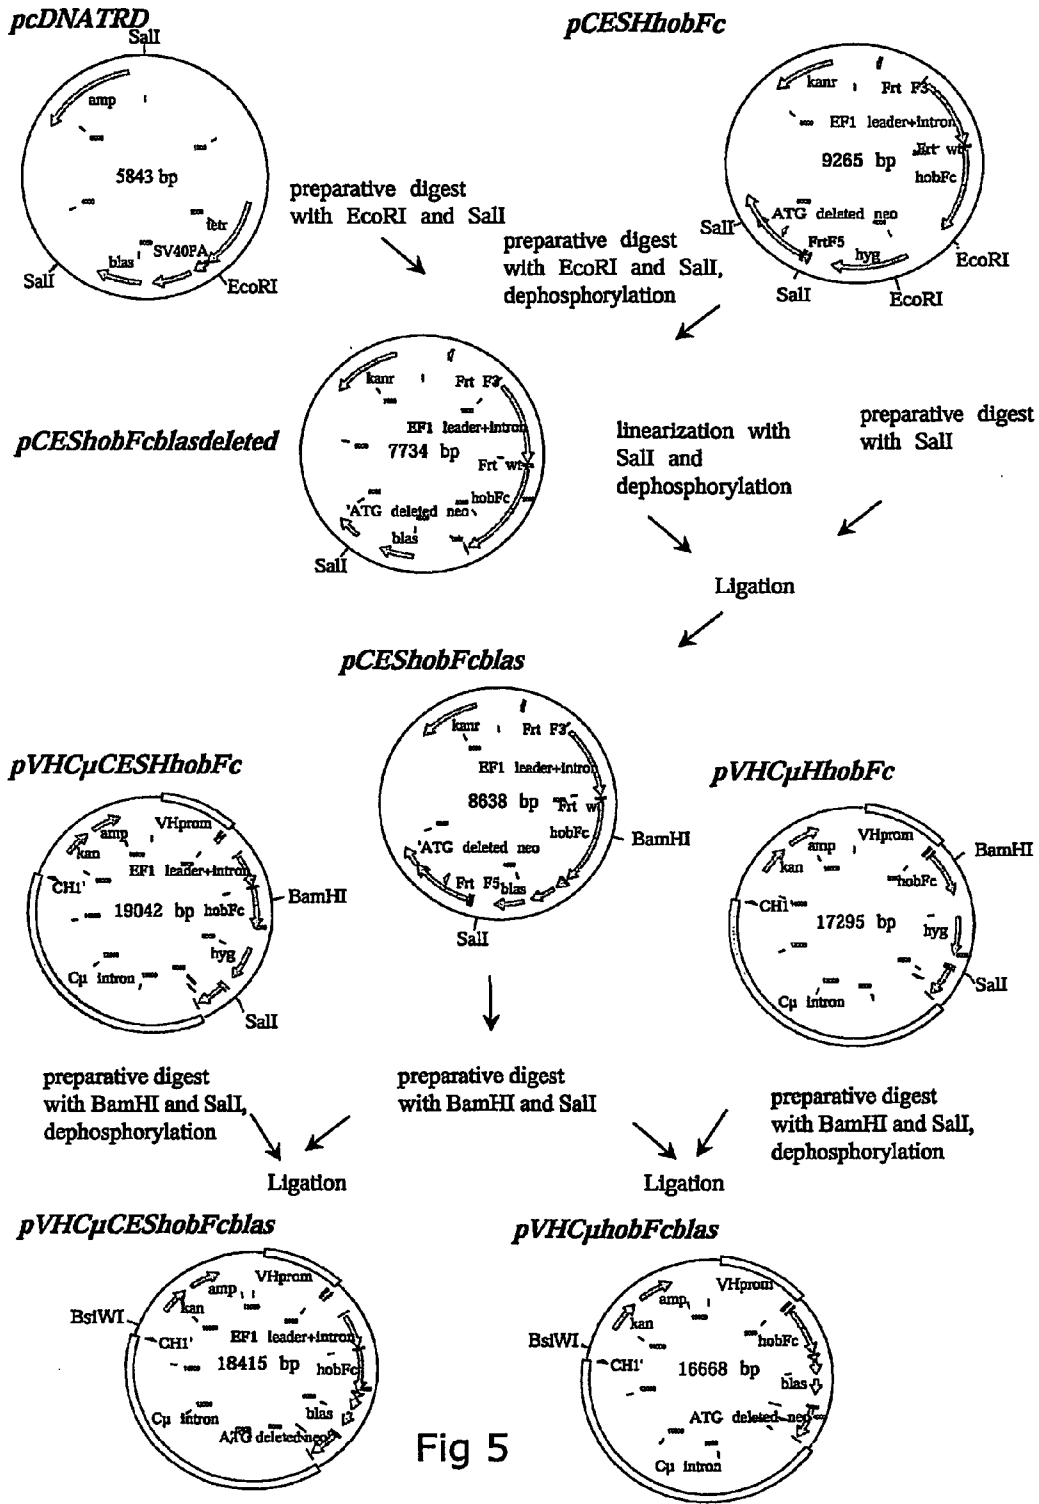 pcDNATRD
SalI
amp
5843 bp
tetr
SV40PA
blas
SalI
EcoRI
pCESHhobFc
kanr
Frt F3
EF1 leader+intron
Frt wt
9265 bp
hobFc
ATG deleted neo
SalI
FrtF5
hyg
EcoRI
SalI
EcoRI
preparative digest
with EcoRI and SalI
preparative digest
with EcoRI and SalI,
dephosphorylation
pCEShobFcblasdeleted
kanr
Frt F3
EF1 leader+intron
7734 bp
Frt wt
hobFc
ATG deleted neo
blas
SalI
linearization with
SalI and
dephosphorylation
preparative digest
with SalI
Ligation
pCEShobFcblas
kanr
Frt F3
EF1 leader+intron
8638 bp
Frt wt
hobFc
BamHI
ATG deleted neo
Frt F5
blas
SalI
pVHCμCESHhobFc
VHprom
amp
kan
EF1 leader+intron
CH1'
BamHI
19042 bp
hobFc
hyg
Cμ intron
SalI
pVHCμHhobFc
VHprom
amp
BamHI
kan
hobFc
CH1
17295 bp
hyg
Cμ intron
SalI
preparative digest
with BamHI and SalI,
dephosphorylation
preparative digest
with BamHI and SalI
preparative digest
with BamHI and SalI,
dephosphorylation
Ligation
Ligation
pVHCμCEShobFcblas
VHprom
amp
BsiWI
kan
EF1 leader+intron
CH1'
18415 bp
hobFc
blas
Cμ intron
ATG deleted neo
pVHCμhobFcblas
VHprom
amp
kan
BsiWI
hobFc
CH1'
16668 bp
blas
ATG deleted neo
Cμ intron
Fig 5